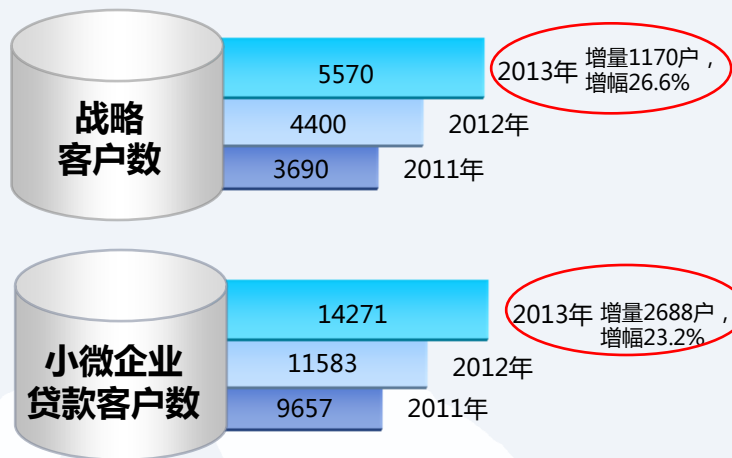 战略
客户数
5570
2013年
增量1170户，
增幅26.6%
4400
2012年
3690
2011年
小微企业
贷款客户数
14271
2013年
增量2688户，
增幅23.2%
11583
2012年
9657
2011年